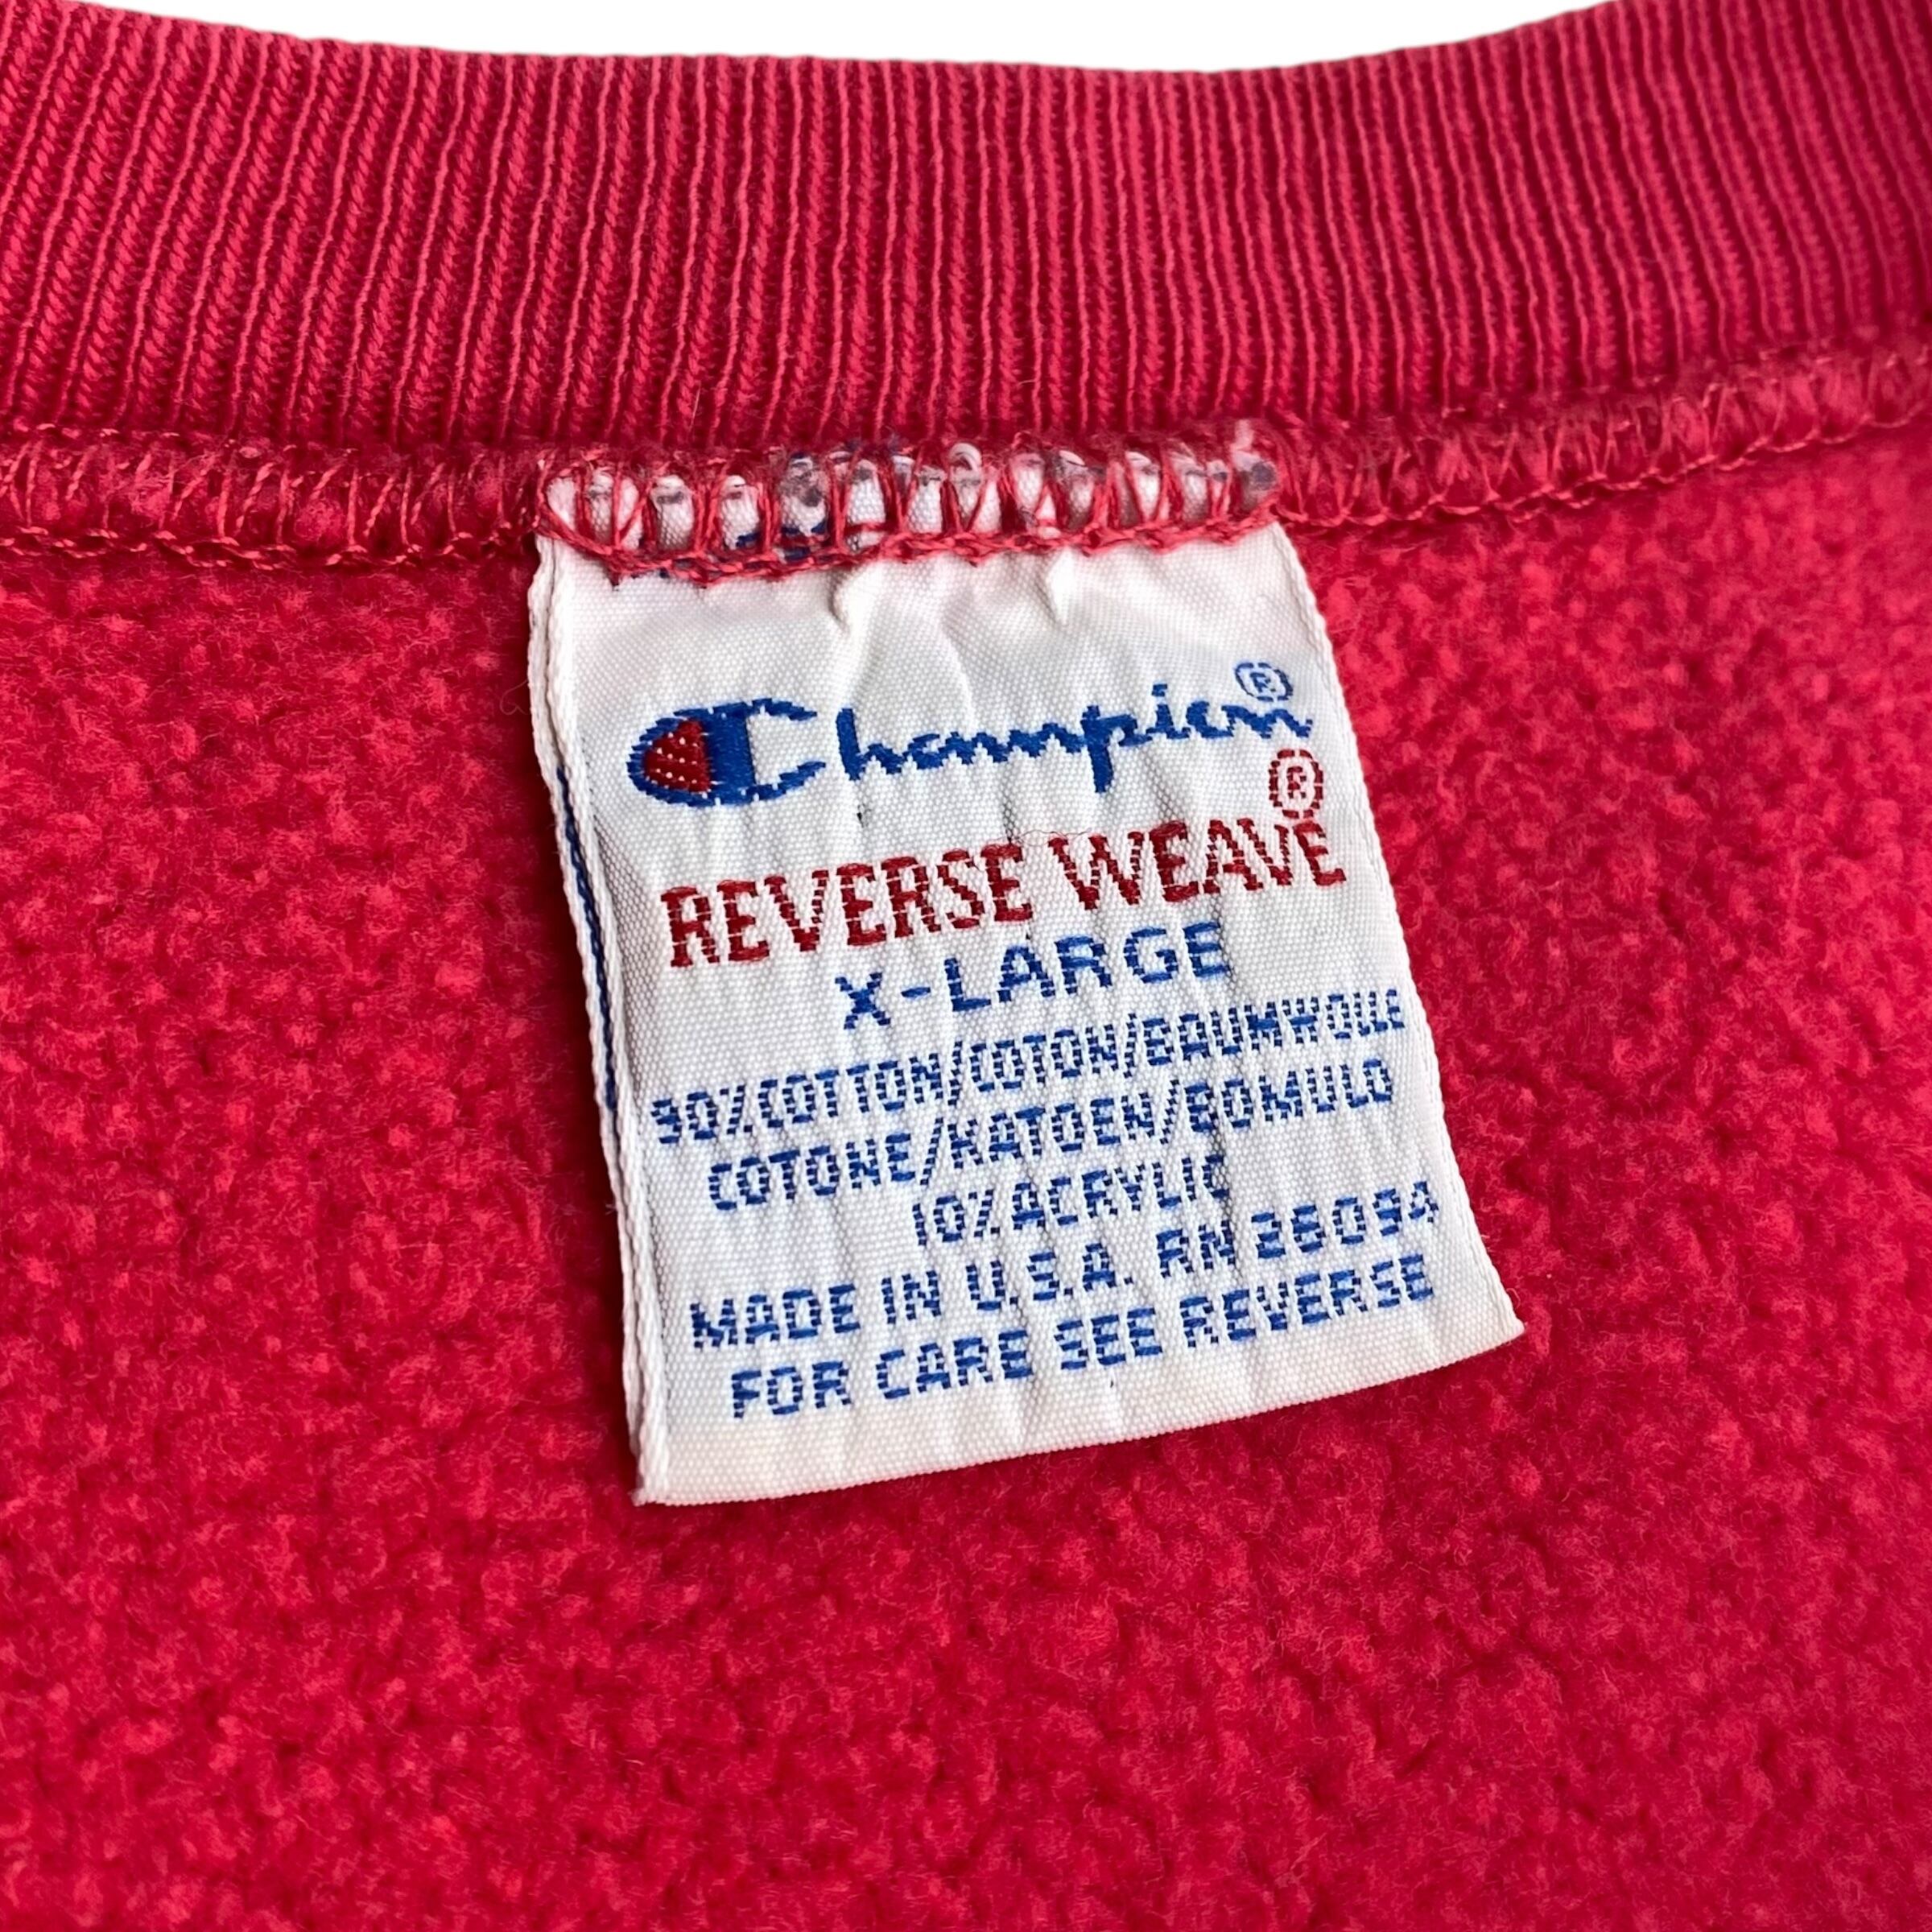 Champion®
REVERSE WEAVE®
X-LARGE
90% COTTON/COTON/BAUMWOLLE
COTONE/KATOEN/BOMULD
10% ACRYLIC
MADE IN U.S.A. RN 26094
FOR CARE SEE REVERSE